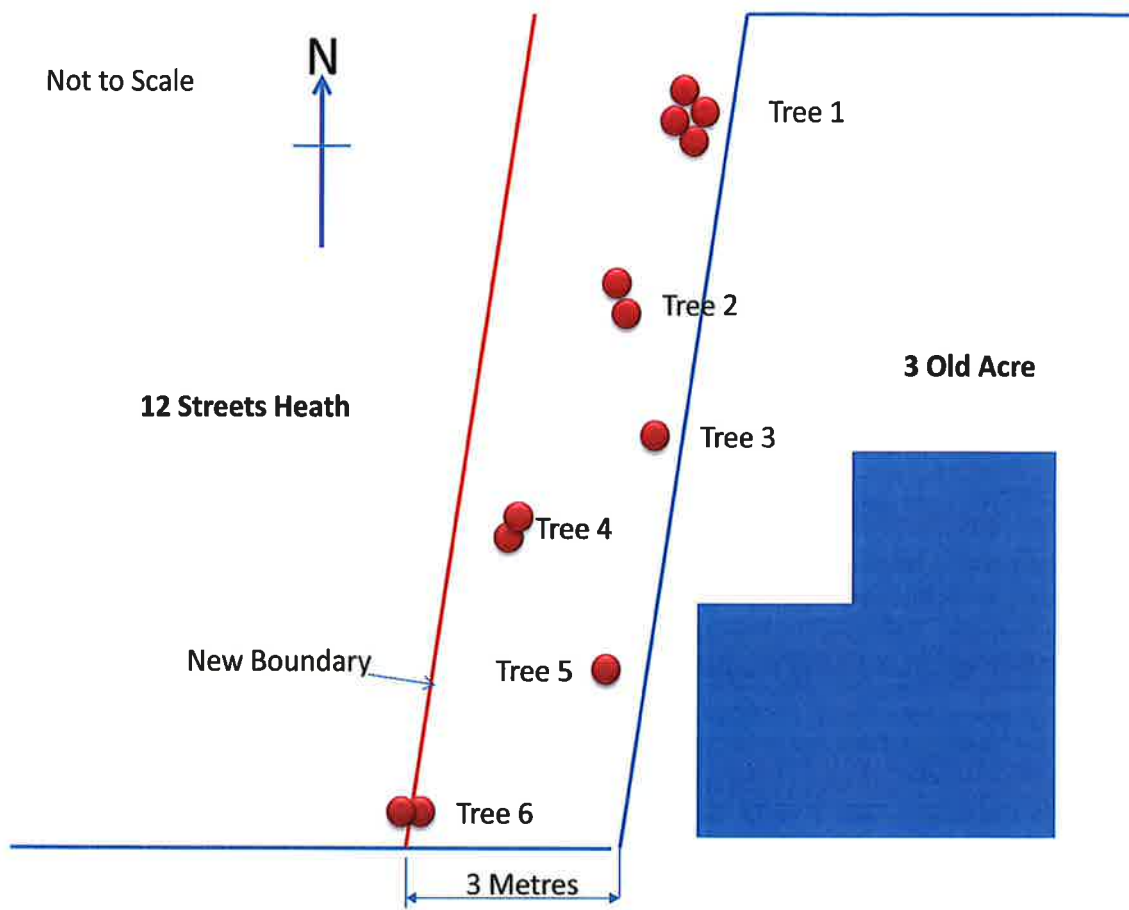 N
Not to Scale
Tree 1
Tree 2
3 Old Acre
12 Streets Heath
Tree 3
Tree 4
New Boundary
Tree 5
Tree 6
3 Metres